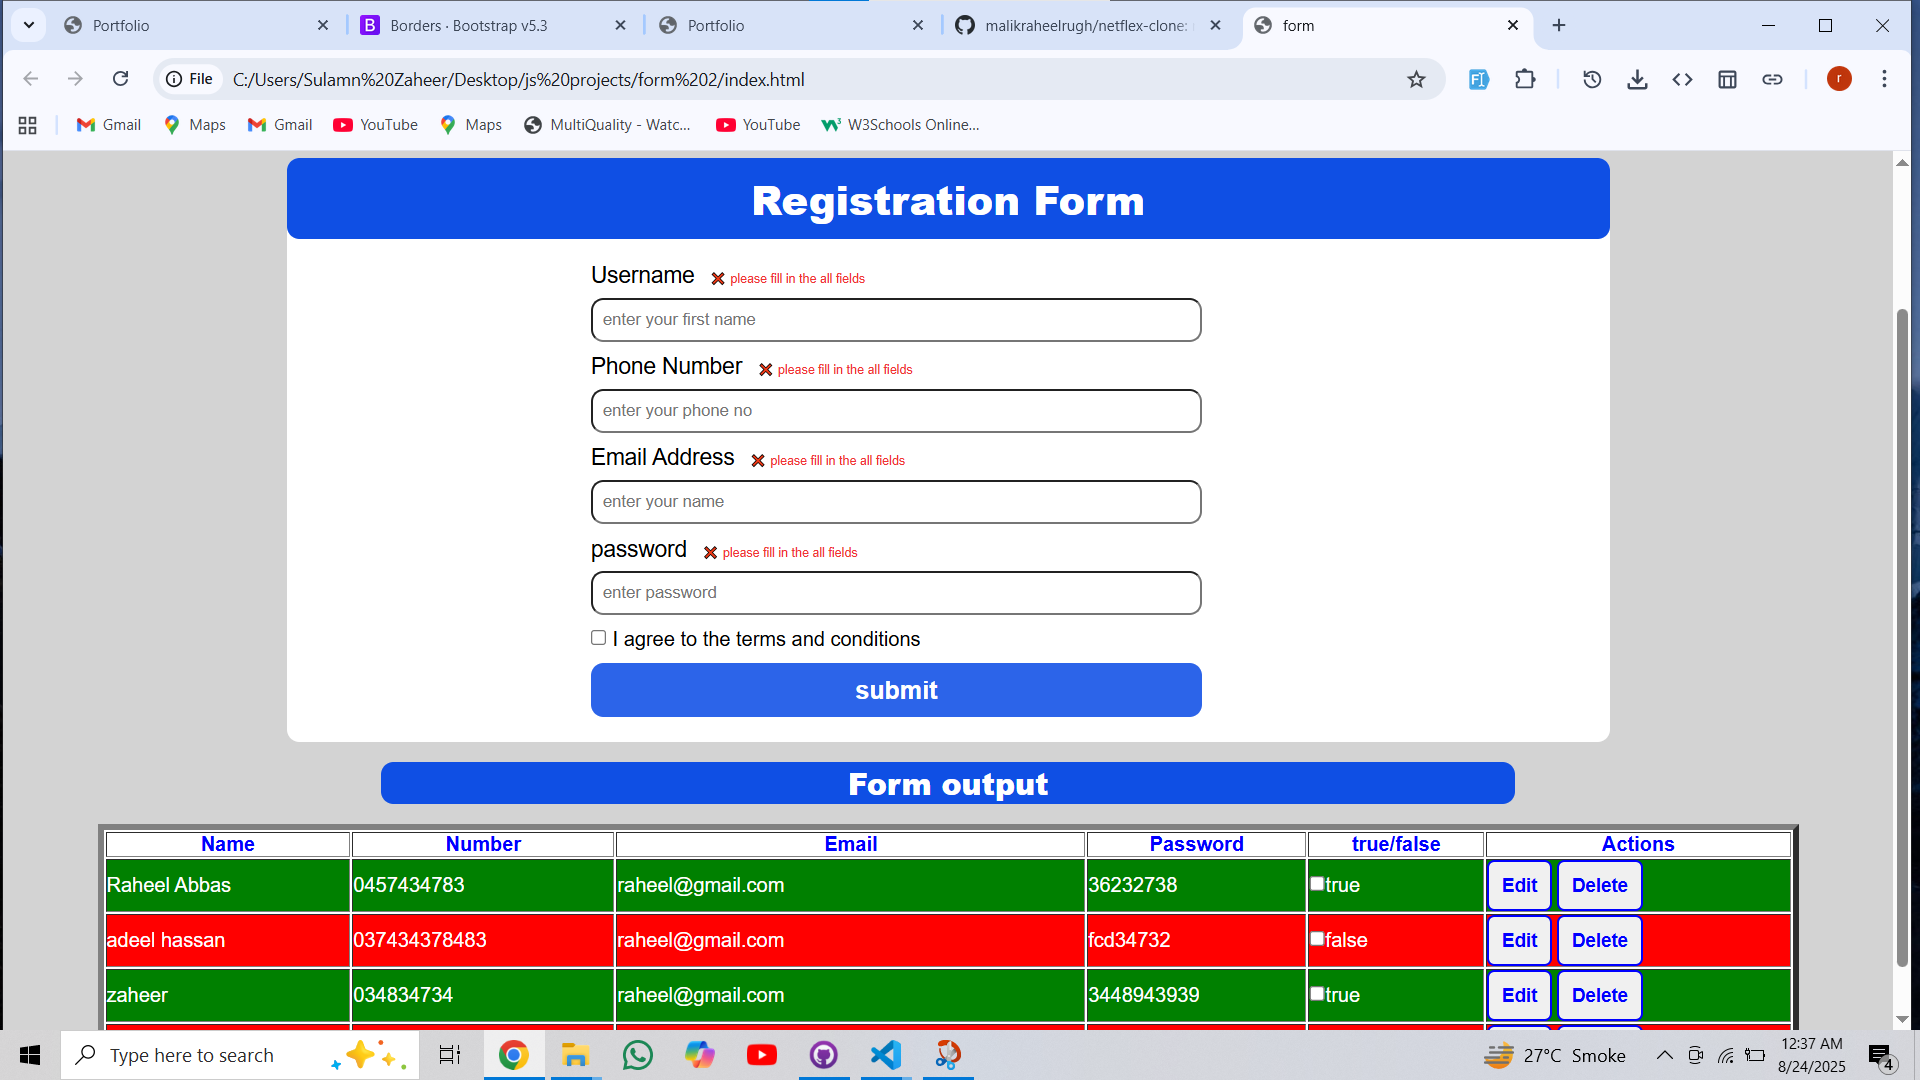 Portfolio
Borders · Bootstrap v5.3
Portfolio
malikraheelrugh/netflex-clone:
form
File
C:/Users/Sulamn%20Zaheer/Desktop/js%20projects/form%202/index.html
r
Gmail
Maps
Gmail
YouTube
Maps
MultiQuality - Watc...
YouTube
W3Schools Online...
Registration Form
Username ❌ please fill in the all fields
enter your first name
Phone Number ❌ please fill in the all fields
enter your phone no
Email Address ❌ please fill in the all fields
enter your name
password ❌ please fill in the all fields
enter password
I agree to the terms and conditions
submit
Form output
Name Number Email Password true/false Actions
Raheel Abbas 0457434783 raheel@gmail.com 36232738 true Edit Delete
adeel hassan 037434378483 raheel@gmail.com fcd34732 false Edit Delete
zaheer 034834734 raheel@gmail.com 3448943939 true Edit Delete
Type here to search
27°C Smoke
12:37 AM
8/24/2025
4